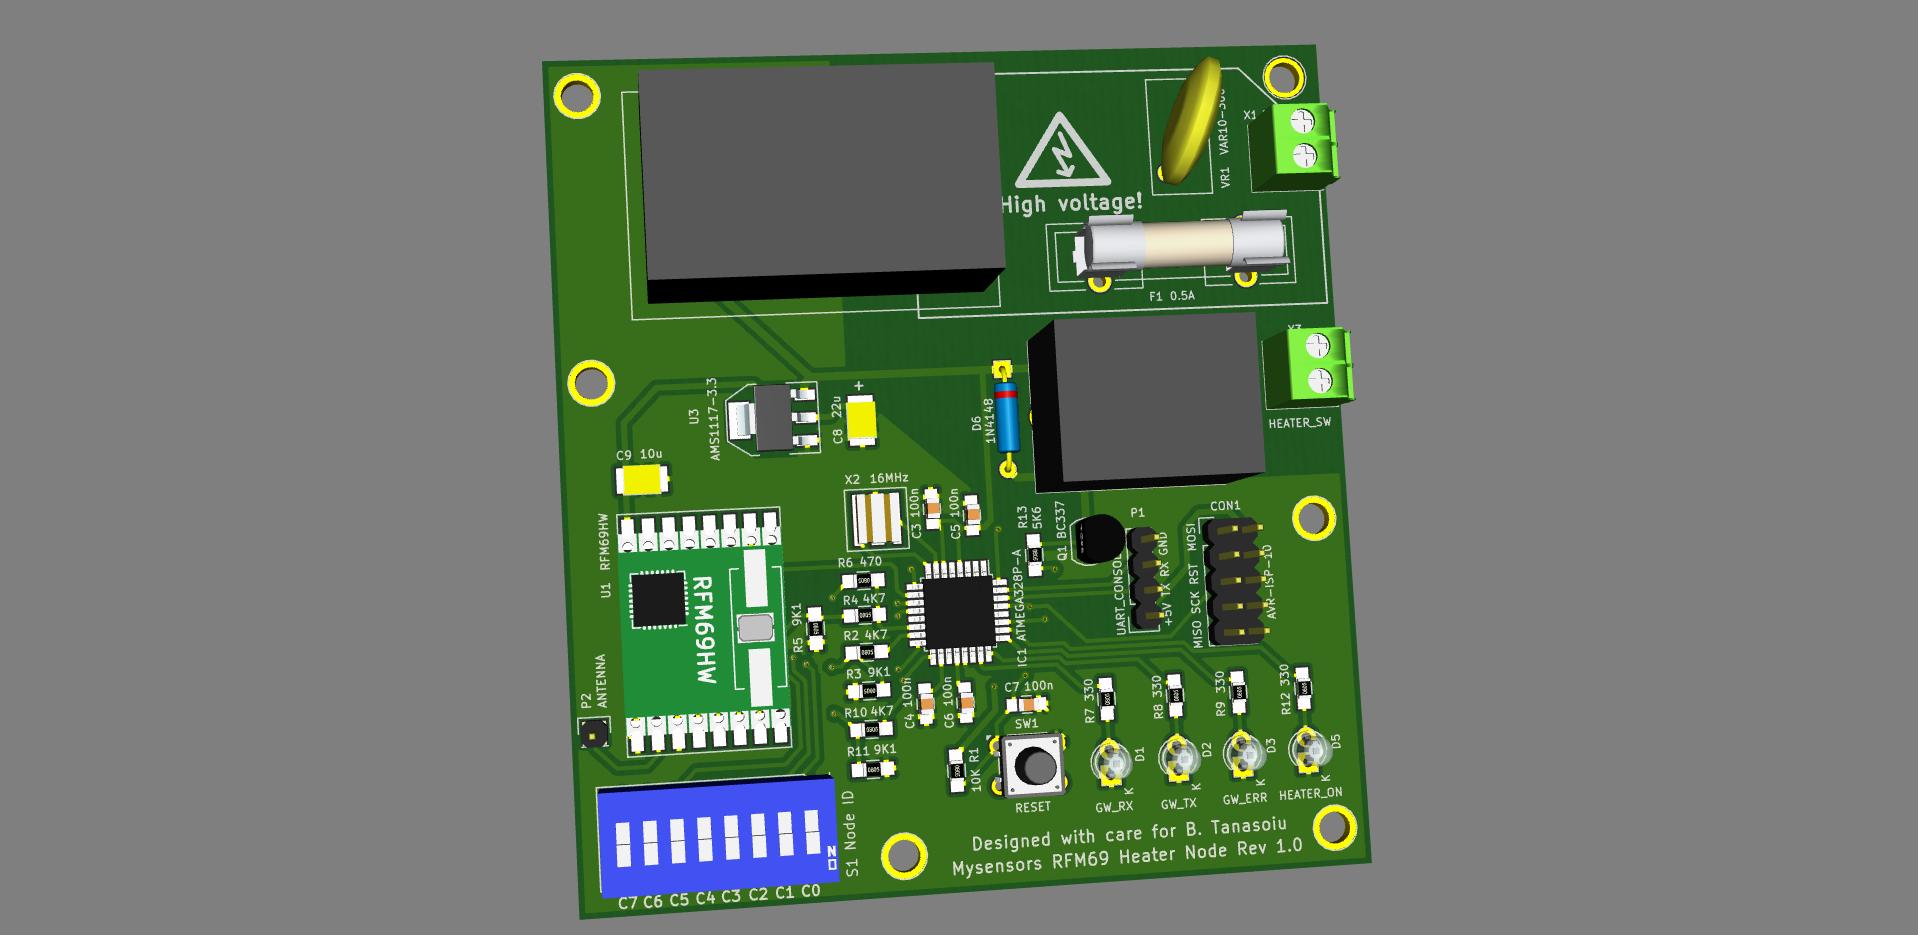 X1
VR1 VAR10-
High voltage!
F1 0.5A
HEATER_SW
U3
AMS1117-3.3
+
C8 22u
D6
1N4148
C9 10u
X2 16MHz
C3 100n
C5 100n
R13
5K6
Q1 BC337
P1
CON1
U1 RFM69HW
RFM69HW
R6 470
R4 4K7
R5 9K1
R2 4K7
R3 9K1
R10 4K7
R11 9K1
IC1 ATMEGA328P-A
UART_CONSOL
+5V TX RX GND
MISO SCK RST MOSI
AVR-ISP-10
P2
ANTENNA
C4 100n
C6 100n
C7 100n
SW1
10K R1
RESET
R7 330
R8 330
R9 330
R12 330
D1
D2
D3
D5
K
K
K
K
GW_RX
GW_TX
GW_ERR
HEATER_ON
S1 Node ID
C7 C6 C5 C4 C3 C2 C1 C0
Designed with care for B. Tanasoiu
Mysensors RFM69 Heater Node Rev 1.0